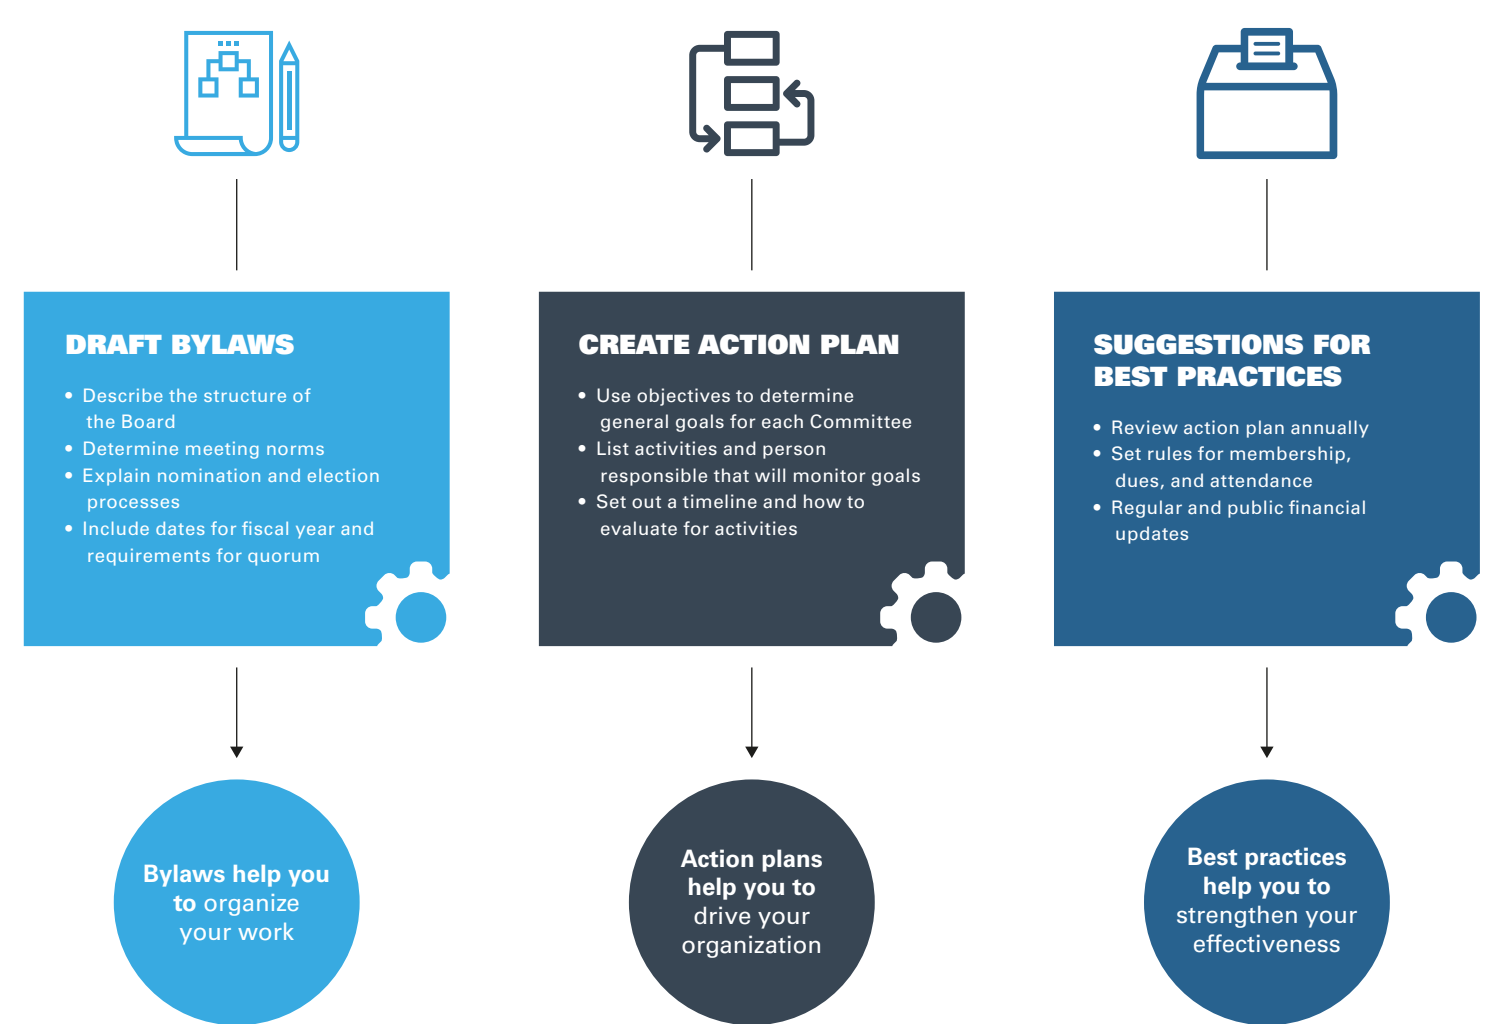 DRAFT BYLAWS
• Describe the structure of
the Board
• Determine meeting norms
• Explain nomination and election
processes
• Include dates for fiscal year and
requirements for quorum
CREATE ACTION PLAN
• Use objectives to determine
general goals for each Committee
• List activities and person
responsible that will monitor goals
• Set out a timeline and how to
evaluate for activities
SUGGESTIONS FOR
BEST PRACTICES
• Review action plan annually
• Set rules for membership,
dues, and attendance
• Regular and public financial
updates
Bylaws help you
to organize
your work
Action plans
help you to
drive your
organization
Best practices
help you to
strengthen your
effectiveness